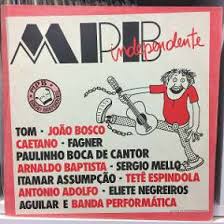 MPB
independente
TOM - JOÃO BOSCO
CAETANO - FAGNER
PAULINHO BOCA DE CANTOR
ARNALDO BAPTISTA - SERGIO MELLO
ITAMAR ASSUMPÇÃO - TETÊ ESPINDOLA
ANTONIO ADOLFO - ELIETE NEGREIROS
AGUILAR E BANDA PERFORMÁTICA